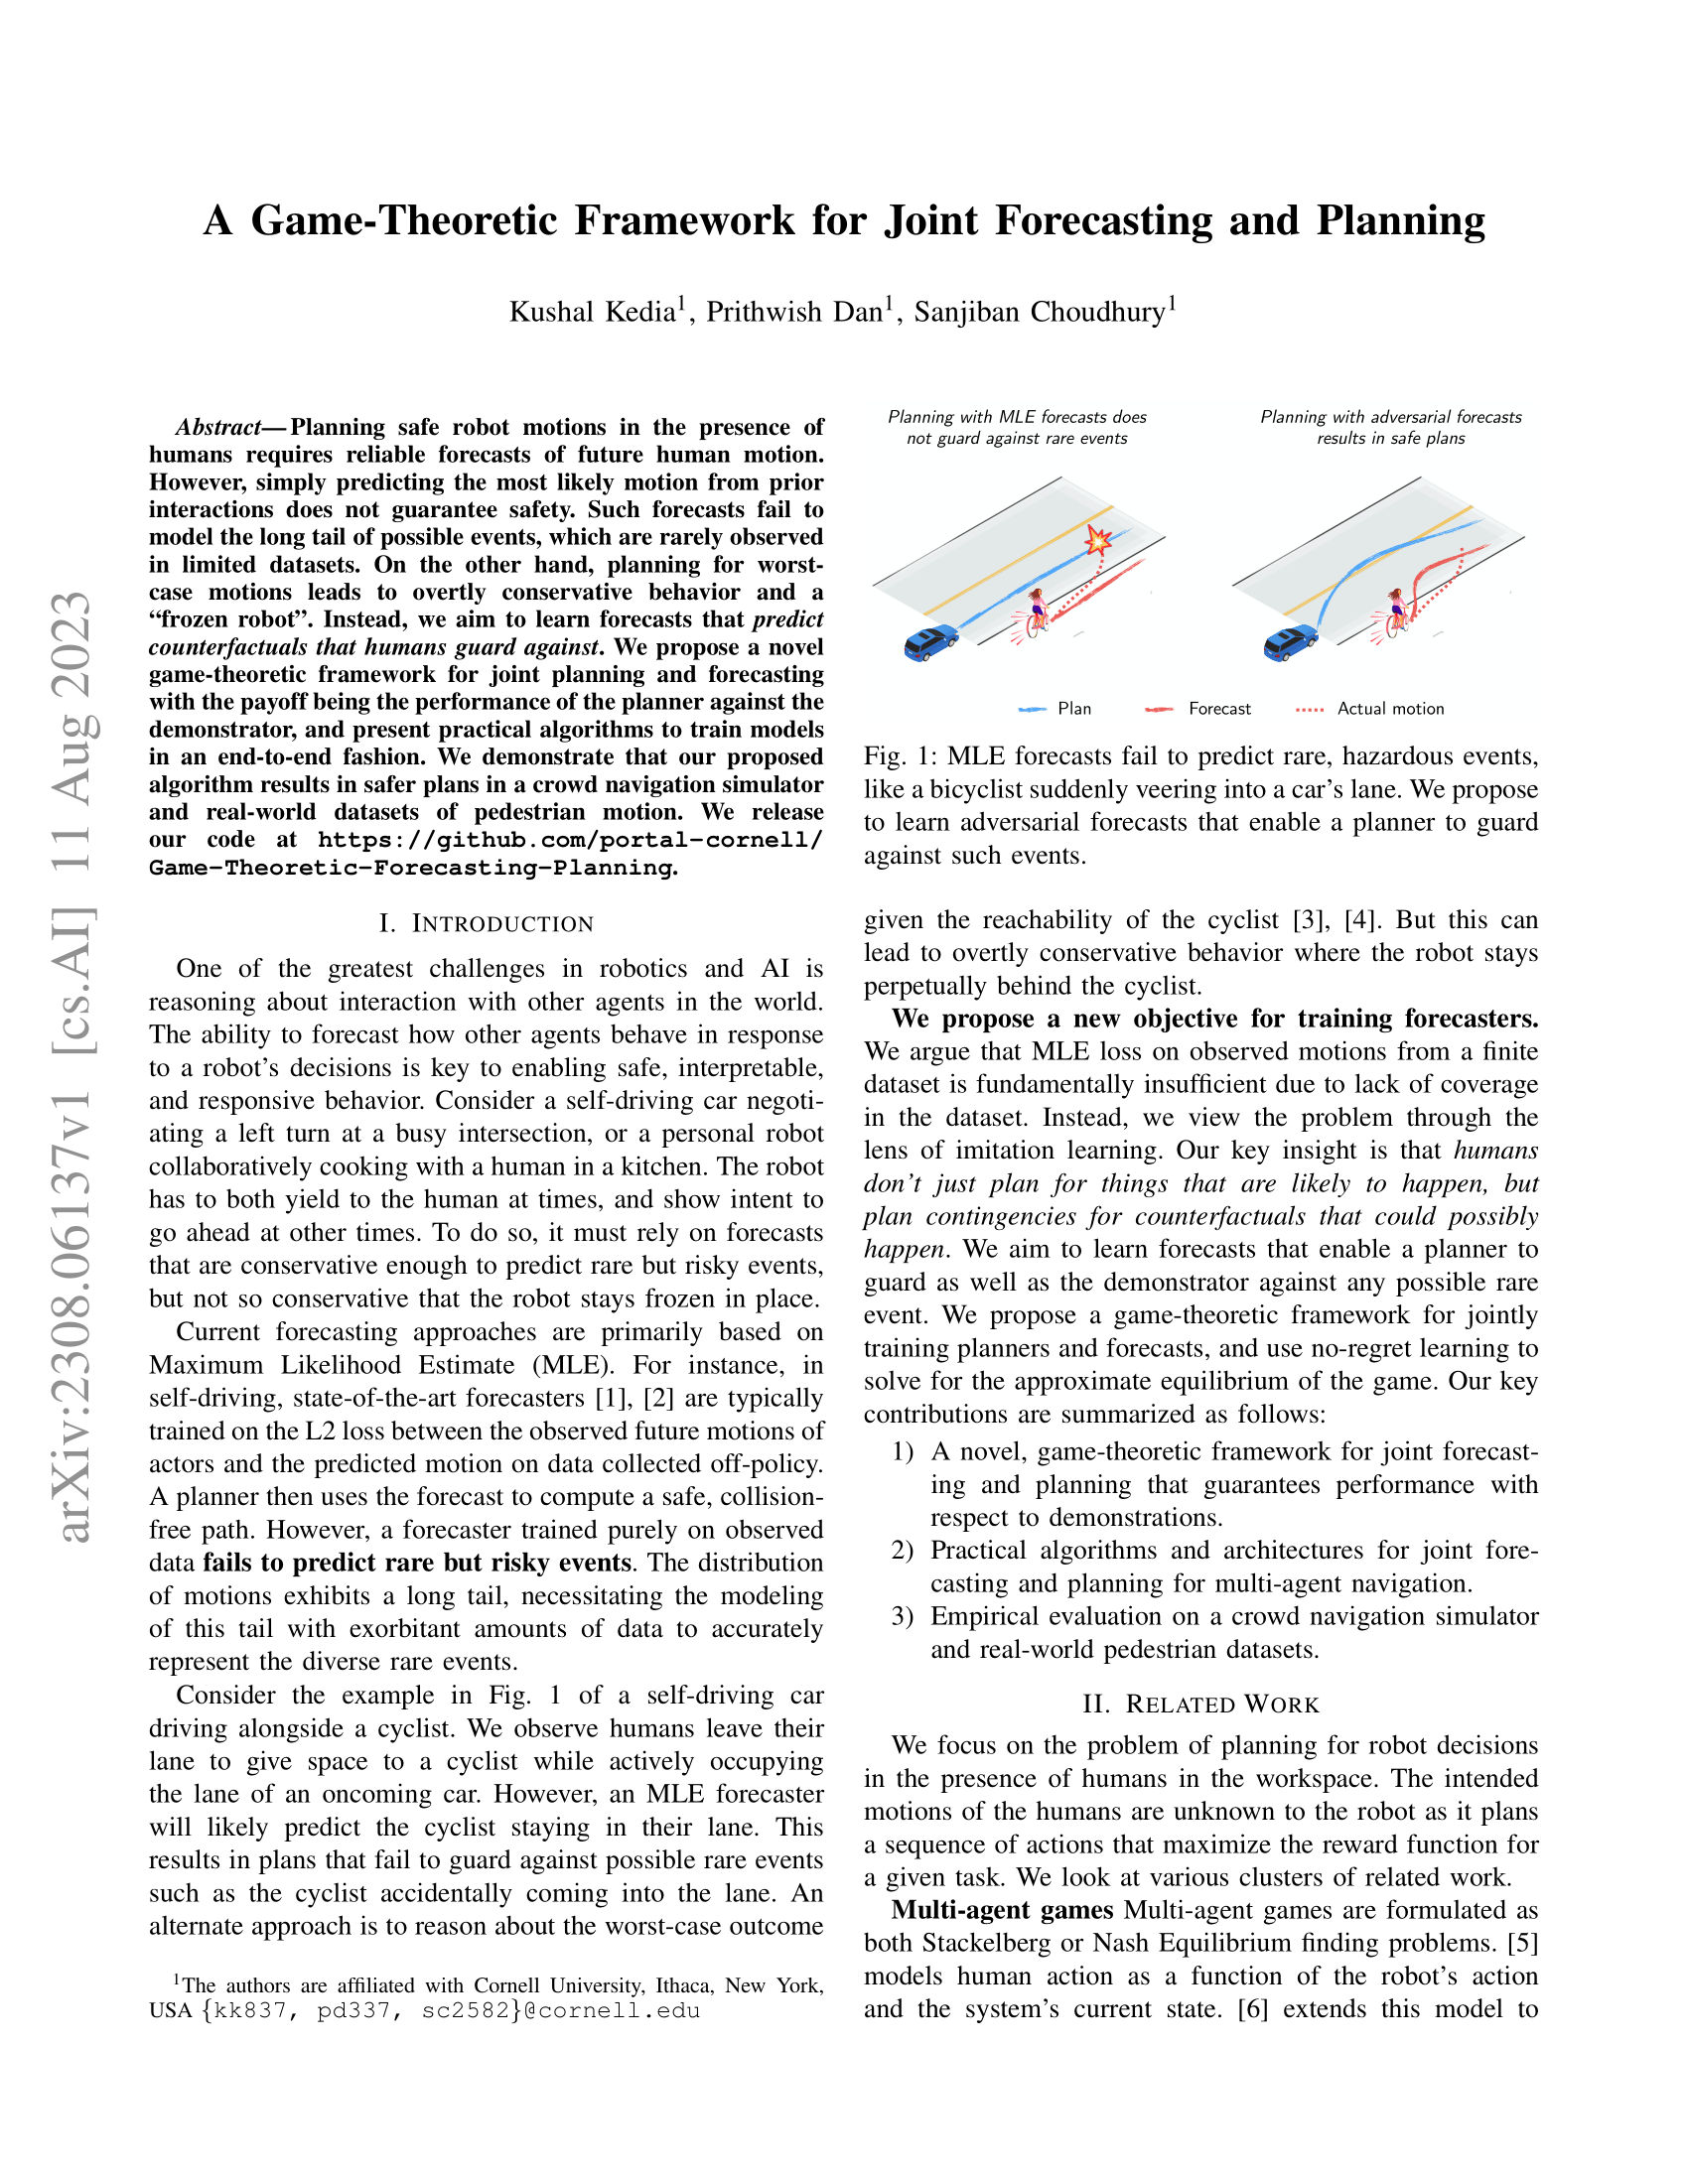 arXiv:2308.06137v1 [cs.AI] 11 Aug 2023
A Game-Theoretic Framework for Joint Forecasting and Planning
Kushal Kedia¹, Prithwish Dan¹, Sanjiban Choudhury¹
Abstract— Planning safe robot motions in the presence of
humans requires reliable forecasts of future human motion.
However, simply predicting the most likely motion from prior
interactions does not guarantee safety. Such forecasts fail to
model the long tail of possible events, which are rarely observed
in limited datasets. On the other hand, planning for worst-
case motions leads to overtly conservative behavior and a
“frozen robot”. Instead, we aim to learn forecasts that predict
counterfactuals that humans guard against. We propose a novel
game-theoretic framework for joint planning and forecasting
with the payoff being the performance of the planner against the
demonstrator, and present practical algorithms to train models
in an end-to-end fashion. We demonstrate that our proposed
algorithm results in safer plans in a crowd navigation simulator
and real-world datasets of pedestrian motion. We release
our code at https://github.com/portal-cornell/
Game-Theoretic-Forecasting-Planning.
I. INTRODUCTION
One of the greatest challenges in robotics and AI is
reasoning about interaction with other agents in the world.
The ability to forecast how other agents behave in response
to a robot’s decisions is key to enabling safe, interpretable,
and responsive behavior. Consider a self-driving car negoti-
ating a left turn at a busy intersection, or a personal robot
collaboratively cooking with a human in a kitchen. The robot
has to both yield to the human at times, and show intent to
go ahead at other times. To do so, it must rely on forecasts
that are conservative enough to predict rare but risky events,
but not so conservative that the robot stays frozen in place.
Current forecasting approaches are primarily based on
Maximum Likelihood Estimate (MLE). For instance, in
self-driving, state-of-the-art forecasters [1], [2] are typically
trained on the L2 loss between the observed future motions of
actors and the predicted motion on data collected off-policy.
A planner then uses the forecast to compute a safe, collision-
free path. However, a forecaster trained purely on observed
data fails to predict rare but risky events. The distribution
of motions exhibits a long tail, necessitating the modeling
of this tail with exorbitant amounts of data to accurately
represent the diverse rare events.
Consider the example in Fig. 1 of a self-driving car
driving alongside a cyclist. We observe humans leave their
lane to give space to a cyclist while actively occupying
the lane of an oncoming car. However, an MLE forecaster
will likely predict the cyclist staying in their lane. This
results in plans that fail to guard against possible rare events
such as the cyclist accidentally coming into the lane. An
alternate approach is to reason about the worst-case outcome
¹The authors are affiliated with Cornell University, Ithaca, New York,
USA {kk837, pd337, sc2582}@cornell.edu
Planning with MLE forecasts does
not guard against rare events
Planning with adversarial forecasts
results in safe plans
Plan
Forecast
Actual motion
Fig. 1: MLE forecasts fail to predict rare, hazardous events,
like a bicyclist suddenly veering into a car’s lane. We propose
to learn adversarial forecasts that enable a planner to guard
against such events.
given the reachability of the cyclist [3], [4]. But this can
lead to overtly conservative behavior where the robot stays
perpetually behind the cyclist.
We propose a new objective for training forecasters.
We argue that MLE loss on observed motions from a finite
dataset is fundamentally insufficient due to lack of coverage
in the dataset. Instead, we view the problem through the
lens of imitation learning. Our key insight is that humans
don’t just plan for things that are likely to happen, but
plan contingencies for counterfactuals that could possibly
happen. We aim to learn forecasts that enable a planner to
guard as well as the demonstrator against any possible rare
event. We propose a game-theoretic framework for jointly
training planners and forecasts, and use no-regret learning to
solve for the approximate equilibrium of the game. Our key
contributions are summarized as follows:
1) A novel, game-theoretic framework for joint forecast-
ing and planning that guarantees performance with
respect to demonstrations.
2) Practical algorithms and architectures for joint fore-
casting and planning for multi-agent navigation.
3) Empirical evaluation on a crowd navigation simulator
and real-world pedestrian datasets.
II. RELATED WORK
We focus on the problem of planning for robot decisions
in the presence of humans in the workspace. The intended
motions of the humans are unknown to the robot as it plans
a sequence of actions that maximize the reward function for
a given task. We look at various clusters of related work.
Multi-agent games Multi-agent games are formulated as
both Stackelberg or Nash Equilibrium finding problems. [5]
models human action as a function of the robot’s action
and the system’s current state. [6] extends this model to